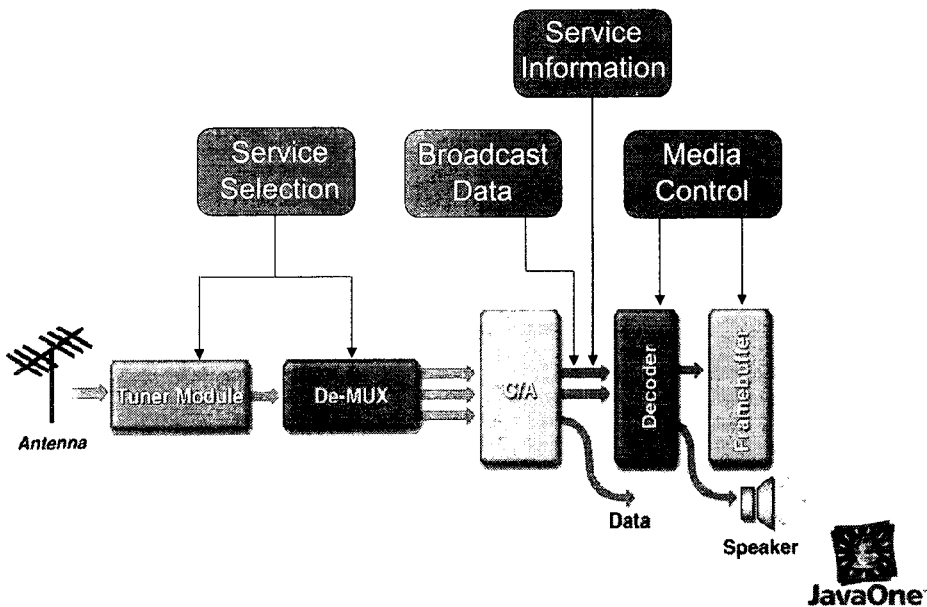 Service
Information
Service
Selection
Broadcast
Data
Media
Control
Antenna
Tuner Module
De-MUX
C/A
Decoder
Framebuffer
Data
Speaker
JavaOne